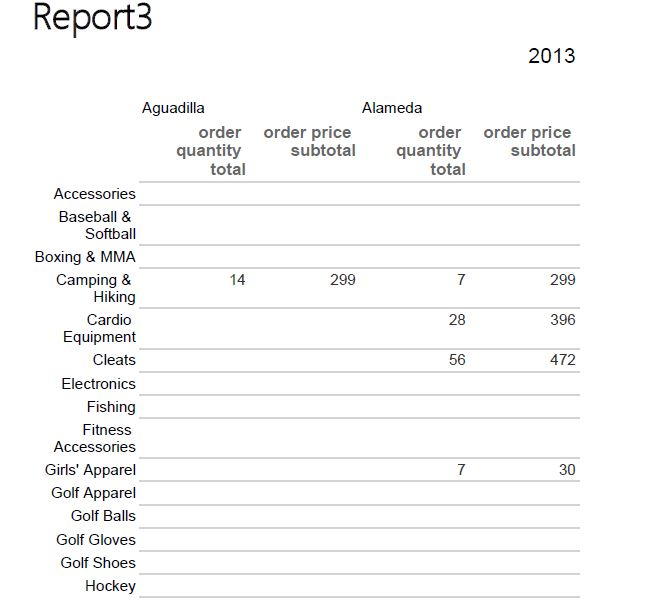 Report3
2013
Aguadilla Alameda
order order price order order price
quantity subtotal quantity subtotal
total total
Accessories
Baseball &
Softball
Boxing & MMA
Camping & 14 299 7 299
Hiking
Cardio 28 396
Equipment
Cleats 56 472
Electronics
Fishing
Fitness
Accessories
Girls' Apparel 7 30
Golf Apparel
Golf Balls
Golf Gloves
Golf Shoes
Hockey